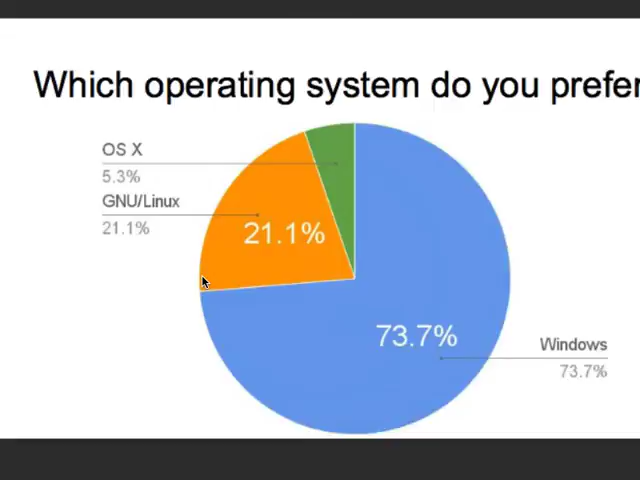 Which operating system do you prefer
OS X
5.3%
GNU/Linux
21.1%
21.1%
73.7%
Windows
73.7%